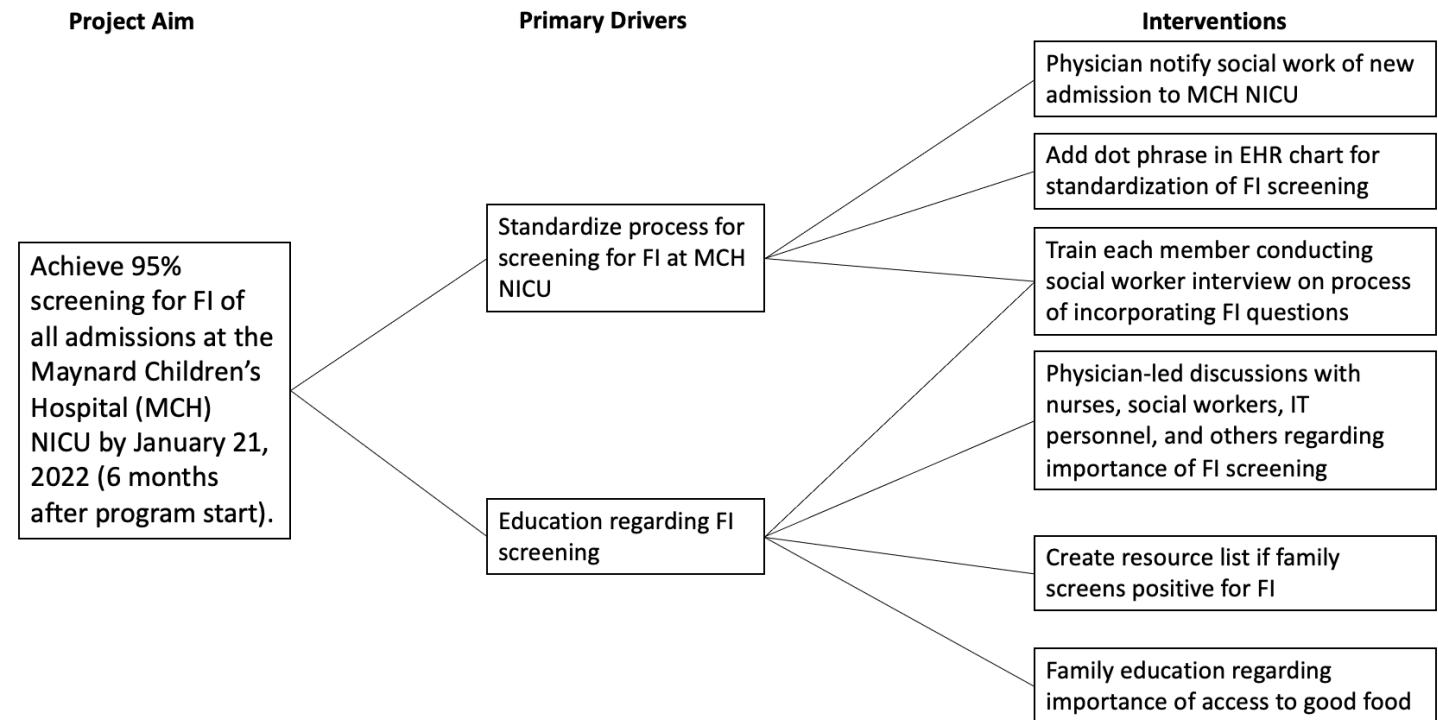 Project Aim
Primary Drivers
Interventions
Achieve 95%
screening for FI of
all admissions at the
Maynard Children’s
Hospital (MCH)
NICU by January 21,
2022 (6 months
after program start).
Standardize process for
screening for FI at MCH
NICU
Education regarding FI
screening
Physician notify social work of new
admission to MCH NICU
Add dot phrase in EHR chart for
standardization of FI screening
Train each member conducting
social worker interview on process
of incorporating FI questions
Physician-led discussions with
nurses, social workers, IT
personnel, and others regarding
importance of FI screening
Create resource list if family
screens positive for FI
Family education regarding
importance of access to good food